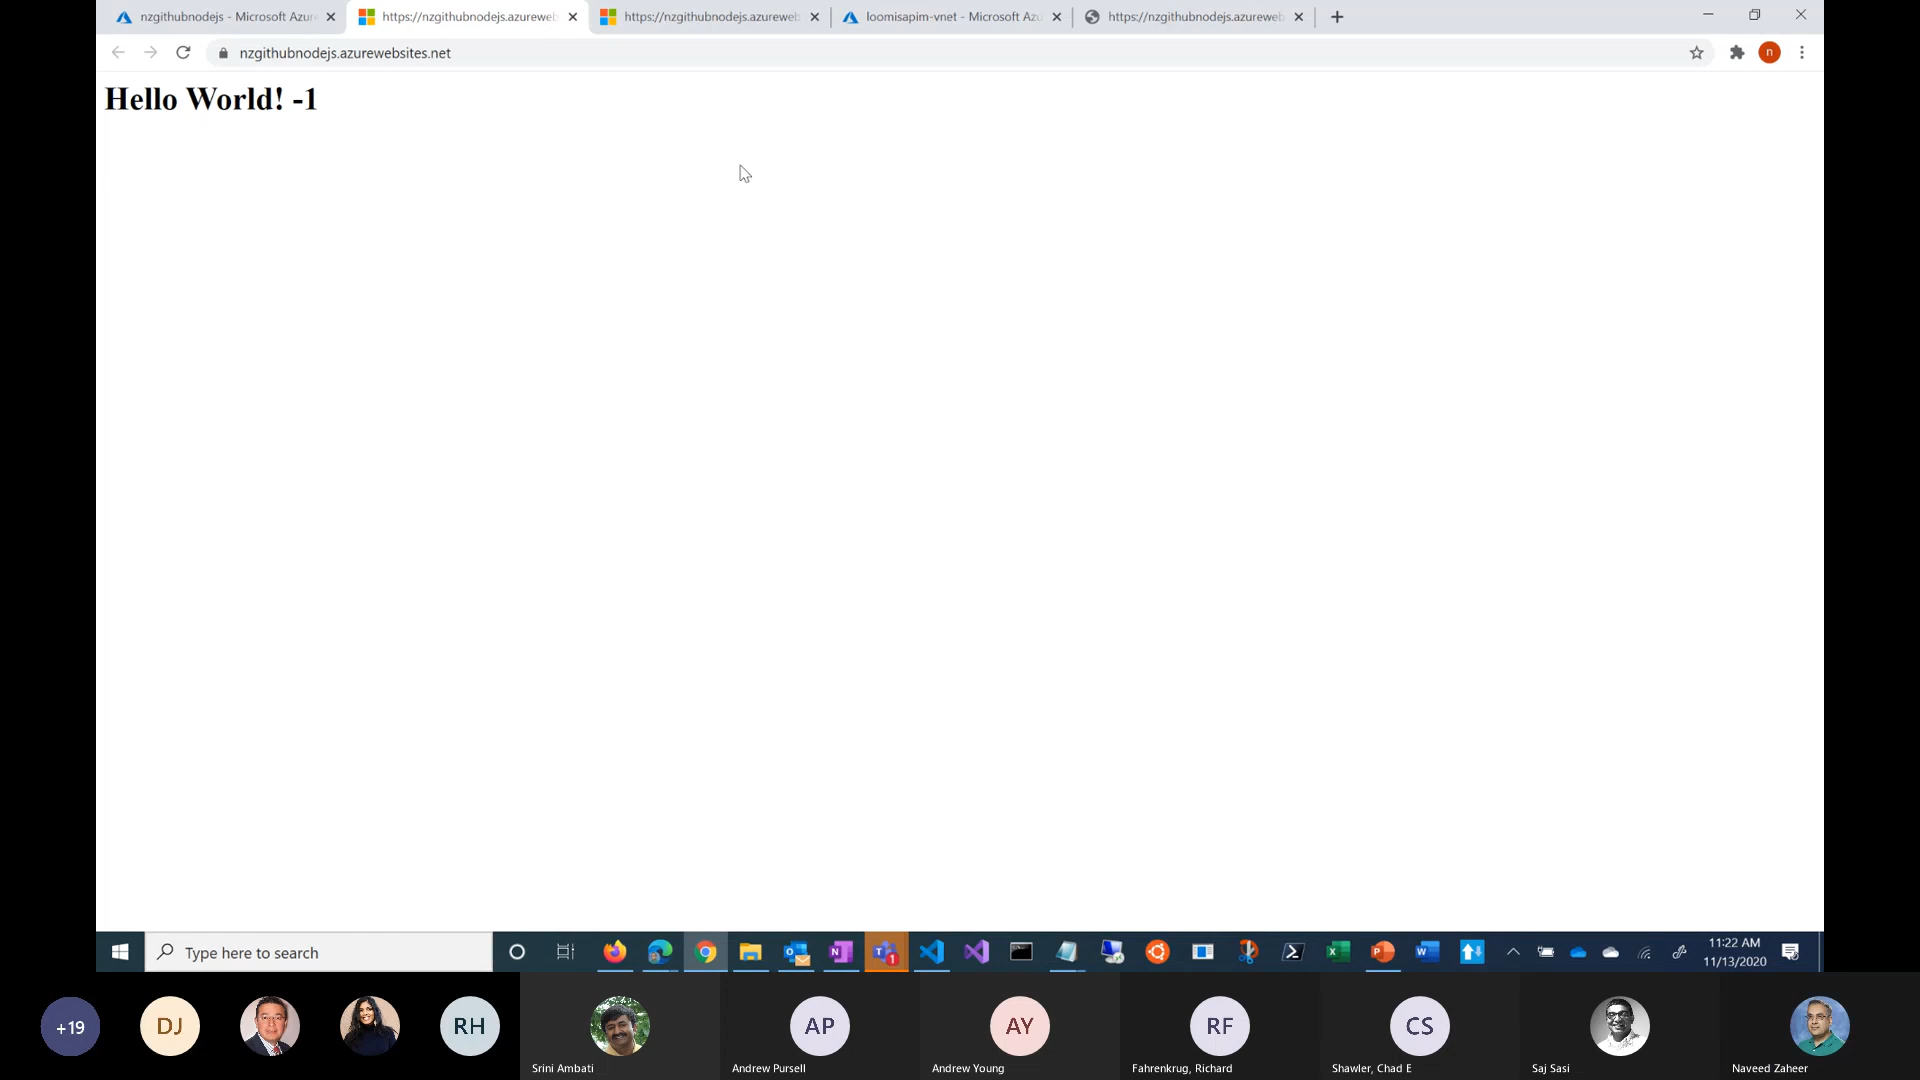 nzgithubnodejs - Microsoft Azur
https://nzgithubnodejs.azureweb
https://nzgithubnodejs.azureweb
loomisapim-vnet - Microsoft Az
https://nzgithubnodejs.azureweb
nzgithubnodejs.azurewebsites.net
n
Hello World! -1
Type here to search
1
11:22 AM
11/13/2020
+19
DJ
RH
AP
AY
RF
CS
Srini Ambati
Andrew Pursell
Andrew Young
Fahrenkrug, Richard
Shawler, Chad E
Saj Sasi
Naveed Zaheer